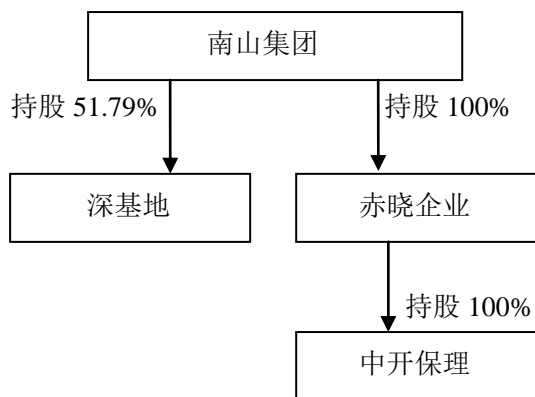 南山集团
持股 51.79%
持股 100%
深基地
赤晓企业
持股 100%
中开保理